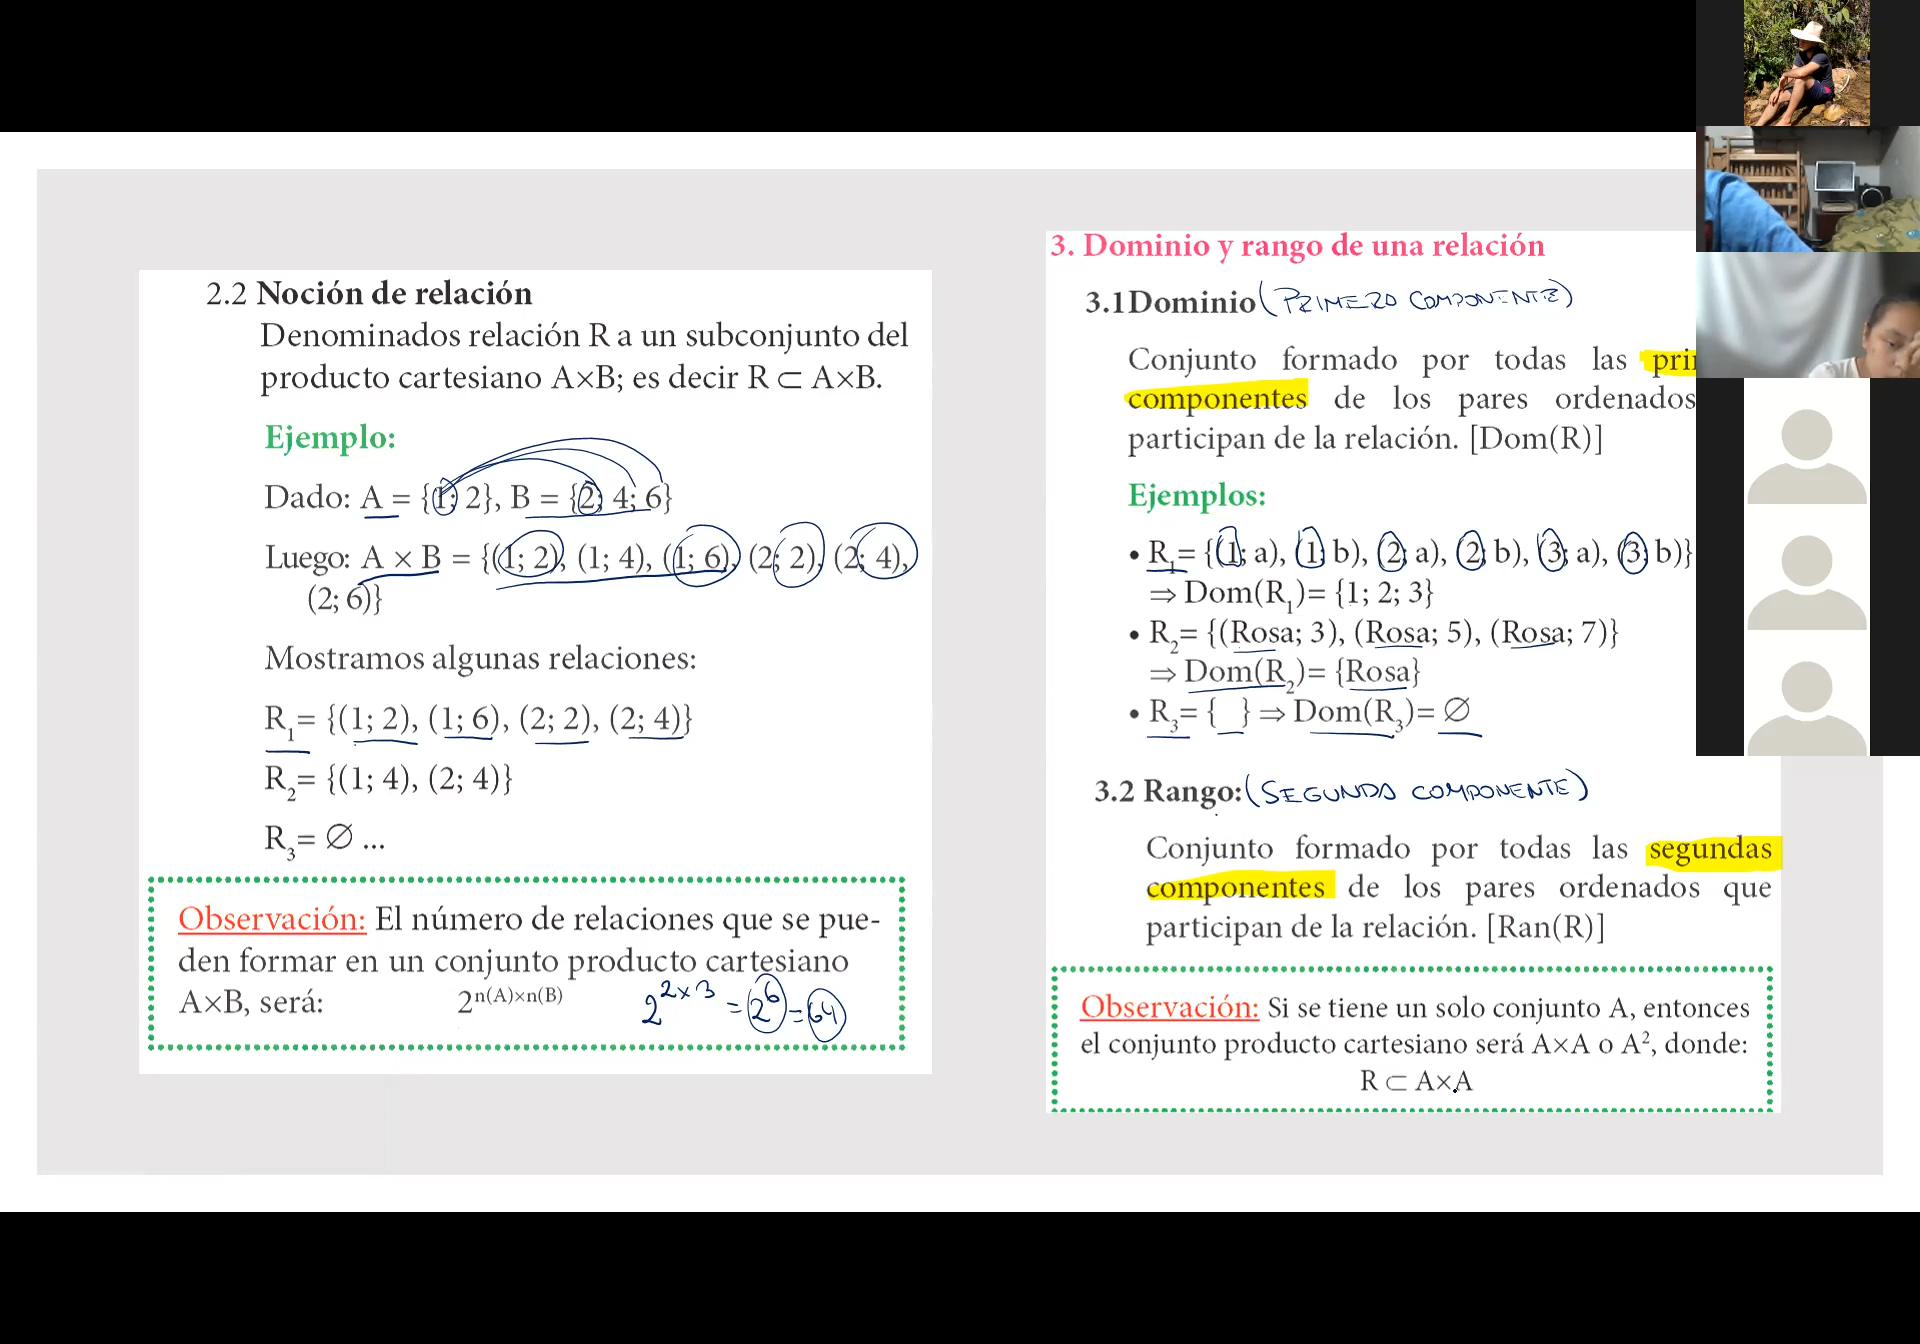 2.2 Noción de relación
Denominados relación R a un subconjunto del
producto cartesiano A×B; es decir R ⊂ A×B.
Ejemplo:
Dado: A = {1; 2}, B = {2; 4; 6}
Luego: A × B = {(1; 2), (1; 4), (1; 6), (2; 2), (2; 4),
(2; 6)}
Mostramos algunas relaciones:
R₁= {(1; 2), (1; 6), (2; 2), (2; 4)}
R₂= {(1; 4), (2; 4)}
R₃= ∅ ...
Observación: El número de relaciones que se pue-
den formar en un conjunto producto cartesiano
A×B, será: 2^{n(A)×n(B)} 2^{2×3} = 2^6 = 64
3. Dominio y rango de una relación
3.1 Dominio (PRIMERO COMPONENTE)
Conjunto formado por todas las
componentes de los pares ordenados
participan de la relación. [Dom(R)]
Ejemplos:
• R₁= {(1; a), (1; b), (2; a), (2; b), (3; a), (3; b)}
⇒ Dom(R₁)= {1; 2; 3}
• R₂= {(Rosa; 3), (Rosa; 5), (Rosa; 7)}
⇒ Dom(R₂)= {Rosa}
• R₃= { } ⇒ Dom(R₃)= ∅
3.2 Rango: (SEGUNDA COMPONENTE)
Conjunto formado por todas las segundas
componentes de los pares ordenados que
participan de la relación. [Ran(R)]
Observación: Si se tiene un solo conjunto A, entonces
el conjunto producto cartesiano será A×A o A², donde:
R ⊂ A×A